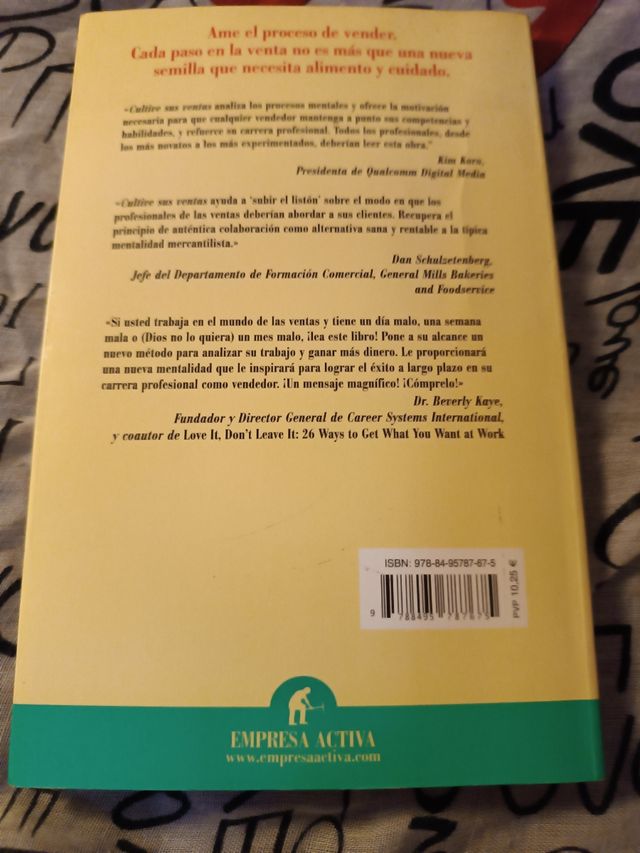 Ame el proceso de vender.
Cada paso en la venta no es más que una nueva
semilla que necesita alimento y cuidado.
«Cultive sus ventas analiza los procesos mentales y ofrece la motivación
necesaria para que cualquier vendedor mantenga a punto sus competencias y
habilidades, y refuerce su carrera profesional. Todos los profesionales, desde
los más novatos a los más experimentados, deberían leer esta obra."
Kim Korn,
Presidenta de Qualcomm Digital Media
«Cultive sus ventas ayuda a 'subir el listón' sobre el modo en que los
profesionales de las ventas deberían abordar a sus clientes. Recupera el
principio de auténtica colaboración como alternativa sana y rentable a la típica
mentalidad mercantilista.»
Dan Schulzetenberg,
Jefe del Departamento de Formación Comercial, General Mills Bakeries
and Foodservice
«Si usted trabaja en el mundo de las ventas y tiene un día malo, una semana
mala o (Dios no lo quiera) un mes malo, ¡lea este libro! Pone a su alcance un
nuevo método para analizar su trabajo y ganar más dinero. Le proporcionará
una nueva mentalidad que le inspirará para lograr el éxito a largo plazo en su
carrera profesional como vendedor. ¡Un mensaje magnífico! ¡Cómprelo!»
Dr. Beverly Kaye,
Fundador y Director General de Career Systems International,
y coautor de Love It, Don't Leave It: 26 Ways to Get What You Want at Work
ISBN: 978-84-95787-67-5
9 788495 787675
PVP 10,25 €
EMPRESA ACTIVA
www.empresaactiva.com